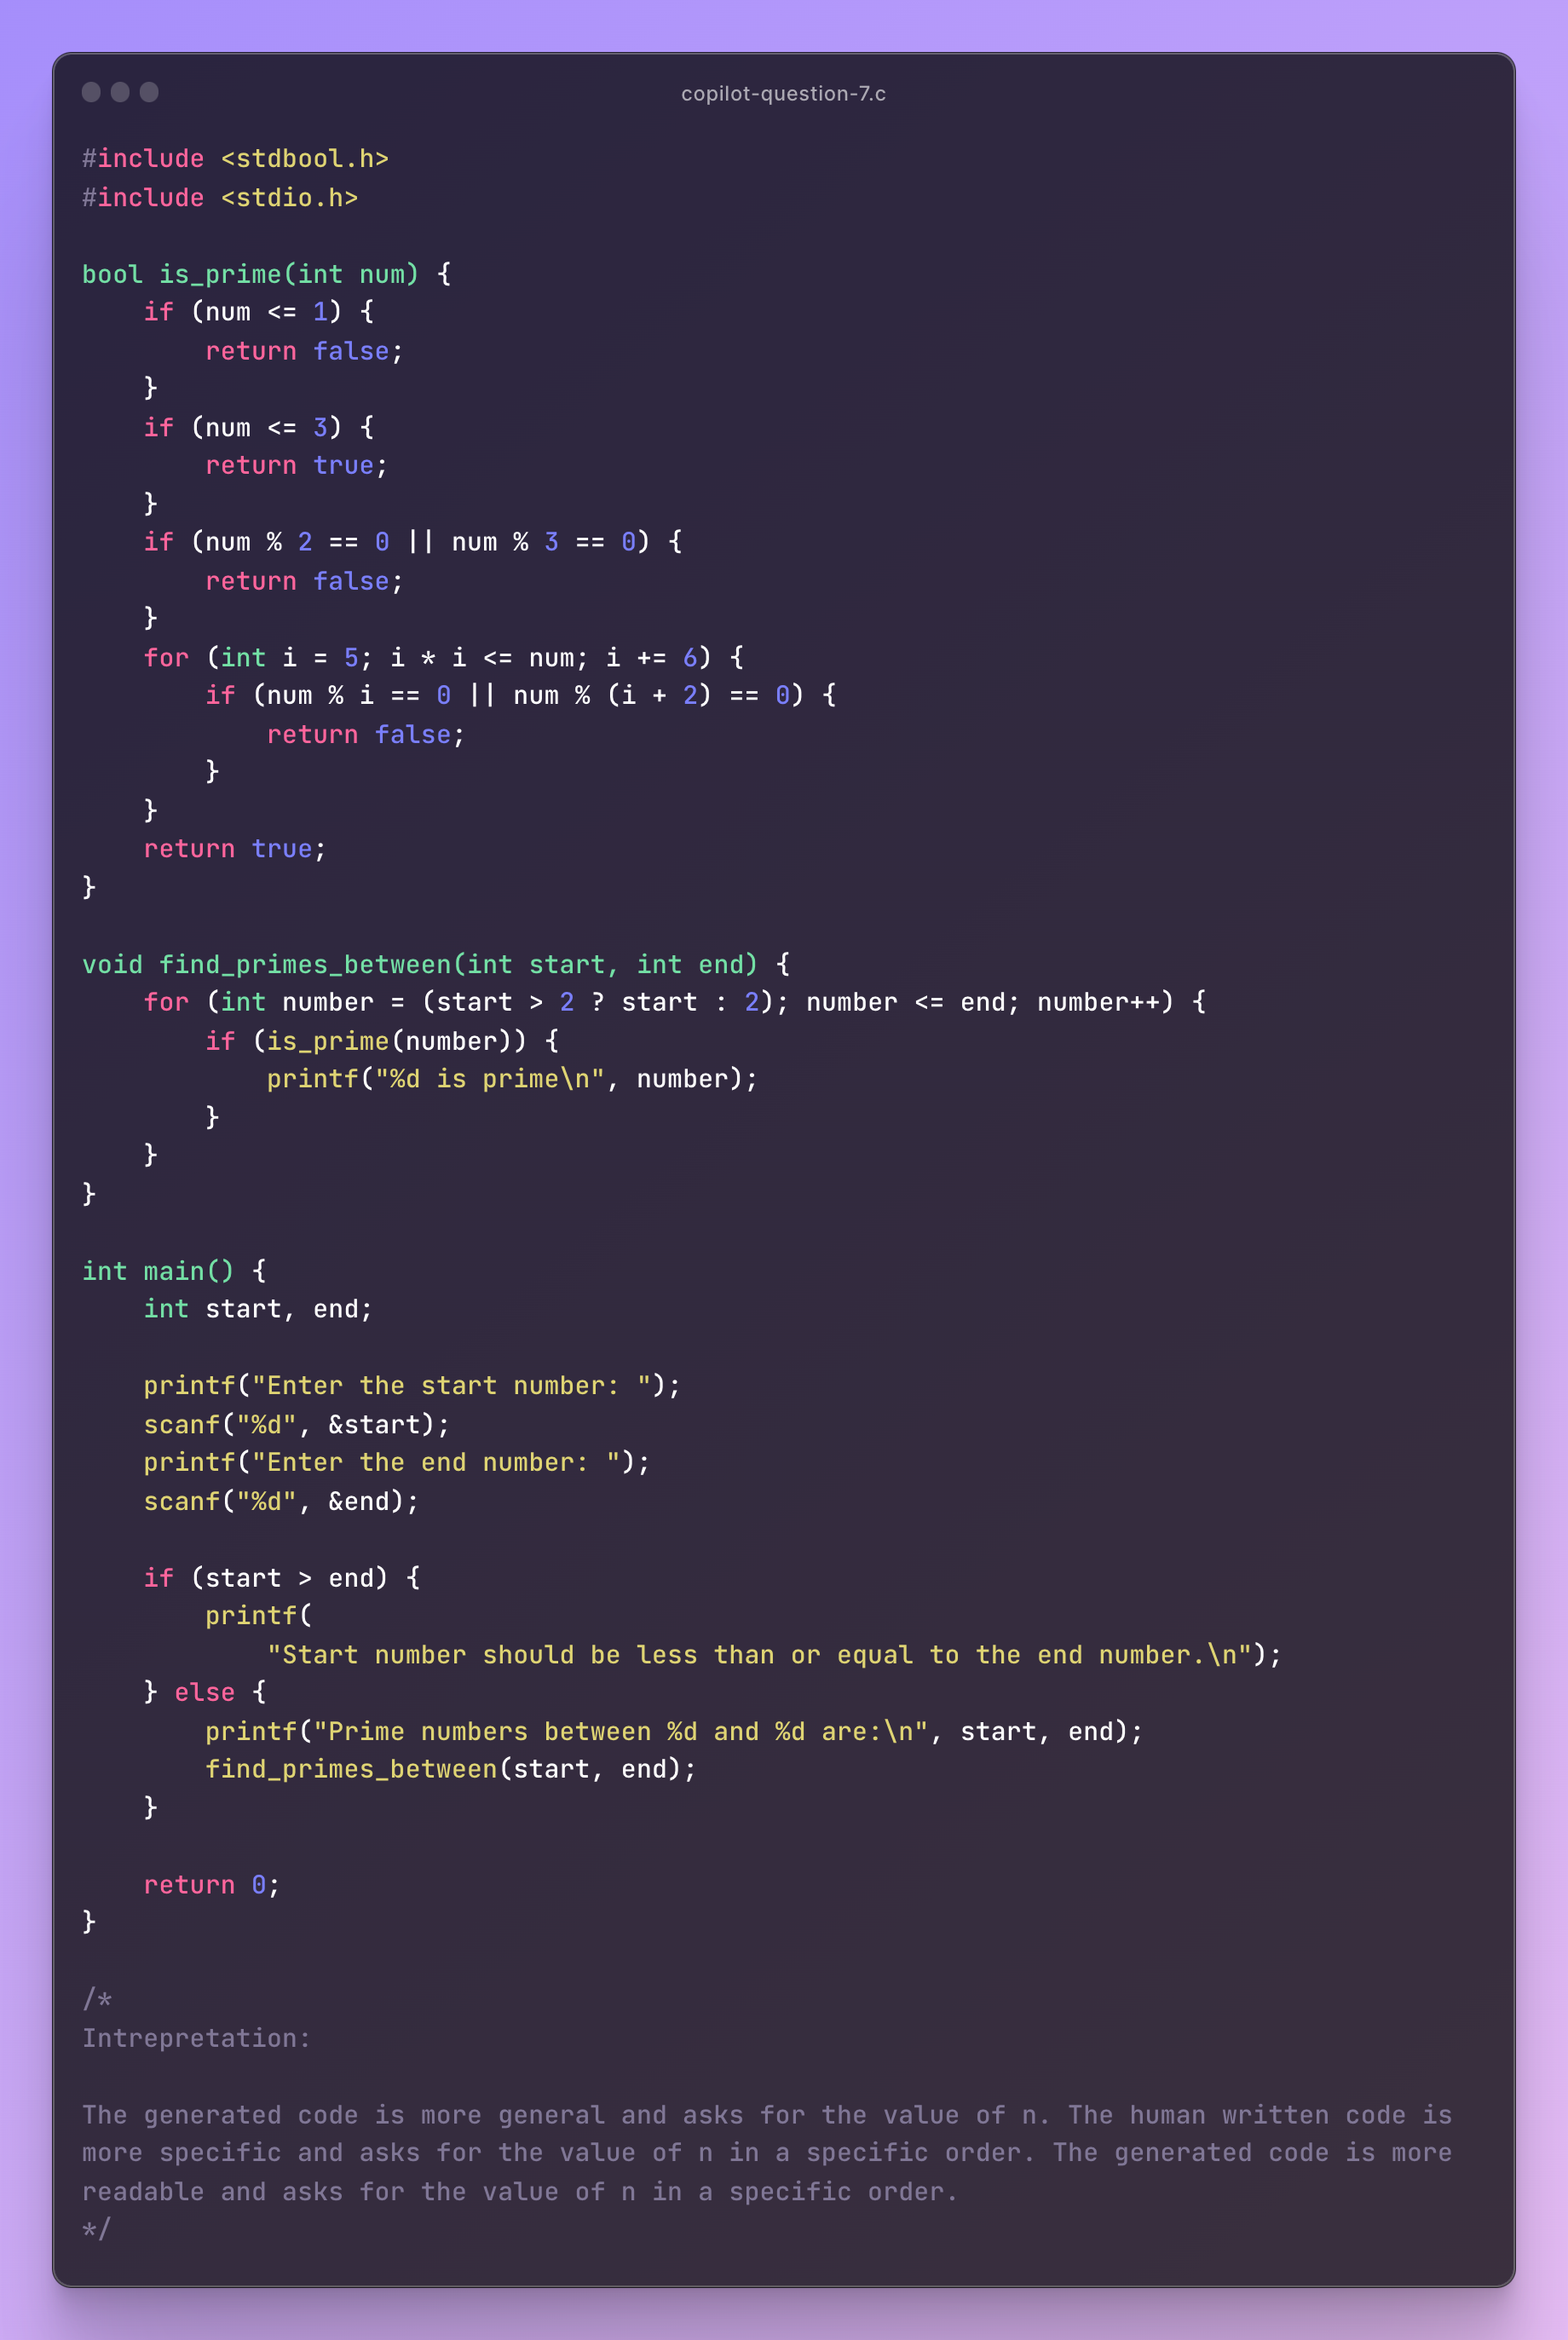 copilot-question-7.c
#include <stdbool.h>
#include <stdio.h>
bool is_prime(int num) {
    if (num <= 1) {
        return false;
    }
    if (num <= 3) {
        return true;
    }
    if (num % 2 == 0 || num % 3 == 0) {
        return false;
    }
    for (int i = 5; i * i <= num; i += 6) {
        if (num % i == 0 || num % (i + 2) == 0) {
            return false;
        }
    }
    return true;
}
void find_primes_between(int start, int end) {
    for (int number = (start > 2 ? start : 2); number <= end; number++) {
        if (is_prime(number)) {
            printf("%d is prime\n", number);
        }
    }
}
int main() {
    int start, end;
    printf("Enter the start number: ");
    scanf("%d", &start);
    printf("Enter the end number: ");
    scanf("%d", &end);
    if (start > end) {
        printf(
            "Start number should be less than or equal to the end number.\n");
    } else {
        printf("Prime numbers between %d and %d are:\n", start, end);
        find_primes_between(start, end);
    }
    return 0;
}
/*
Intrepretation:
The generated code is more general and asks for the value of n. The human written code is
more specific and asks for the value of n in a specific order. The generated code is more
readable and asks for the value of n in a specific order.
*/